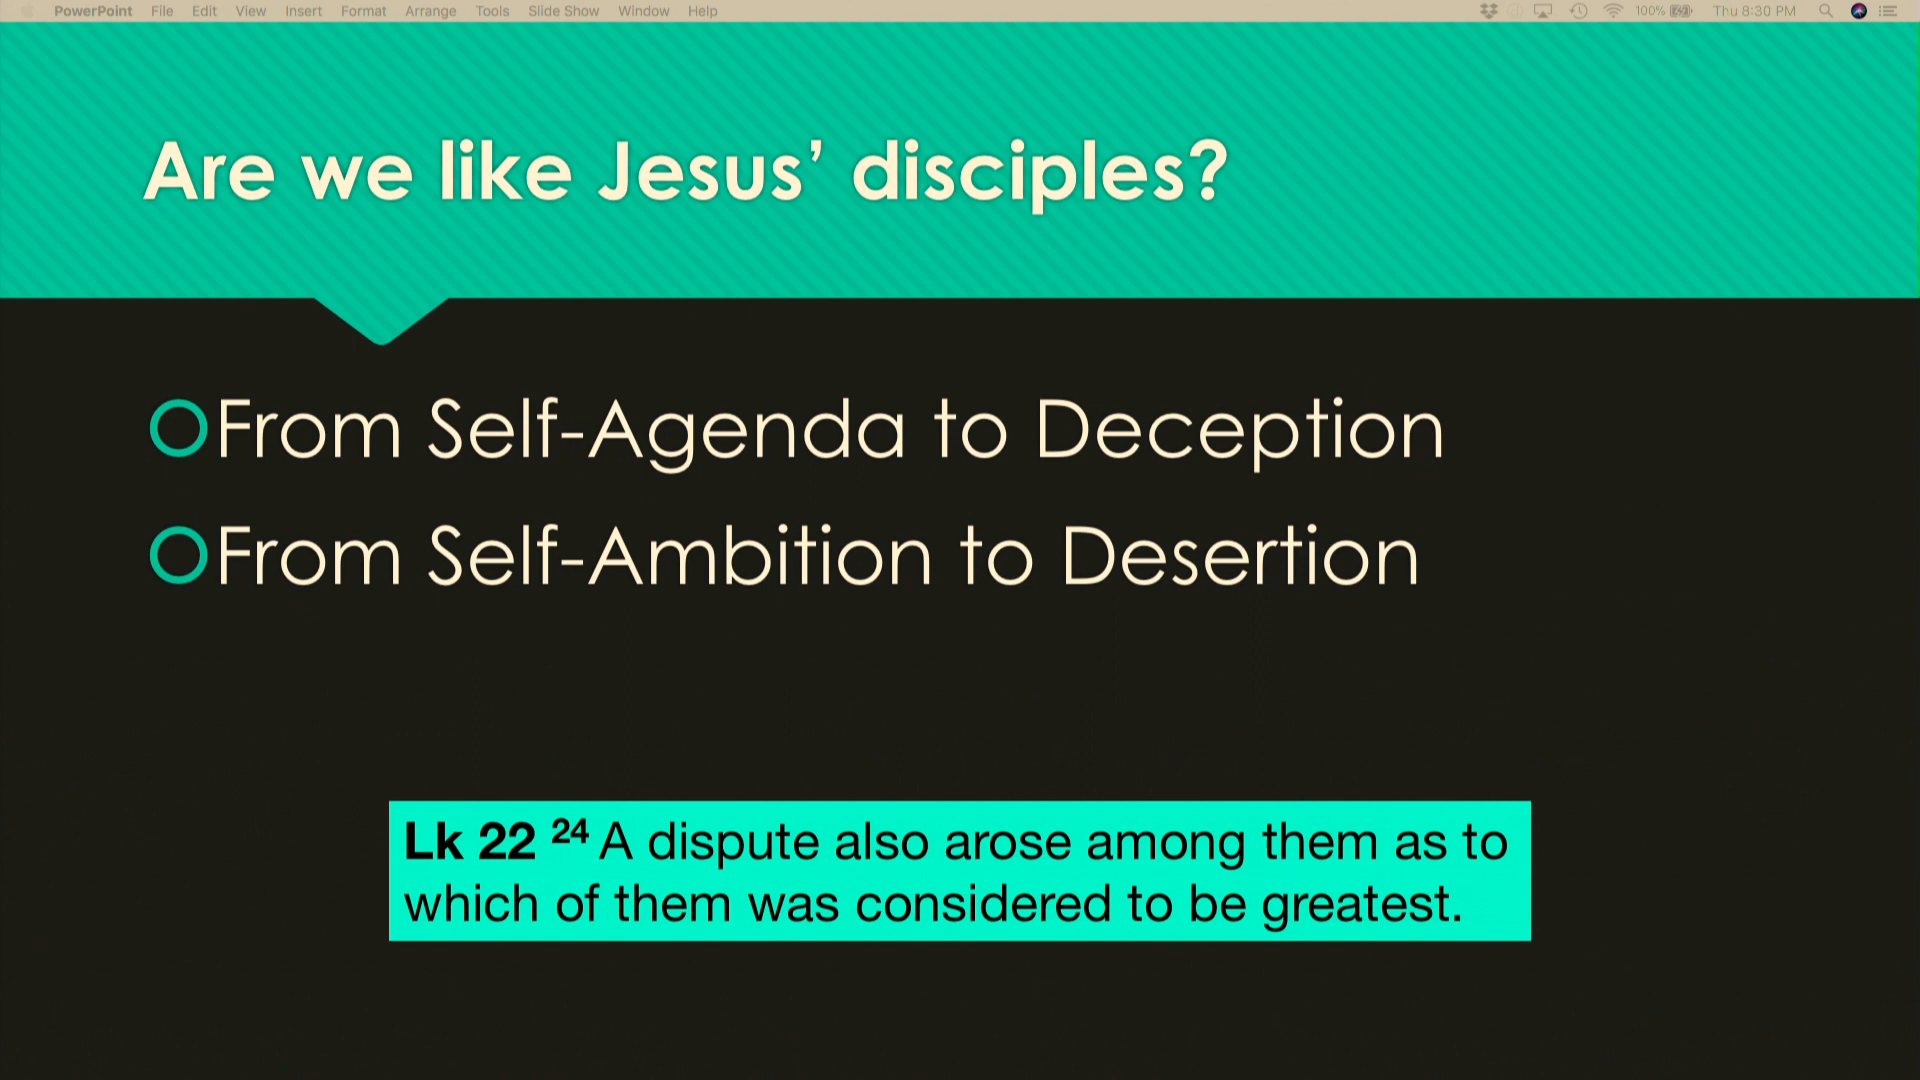 PowerPoint File Edit View Insert Format Arrange Tools Slide Show Window Help 100% Thu 8:30 PM
Are we like Jesus’ disciples?
From Self-Agenda to Deception
From Self-Ambition to Desertion
Lk 22 24 A dispute also arose among them as to
which of them was considered to be greatest.